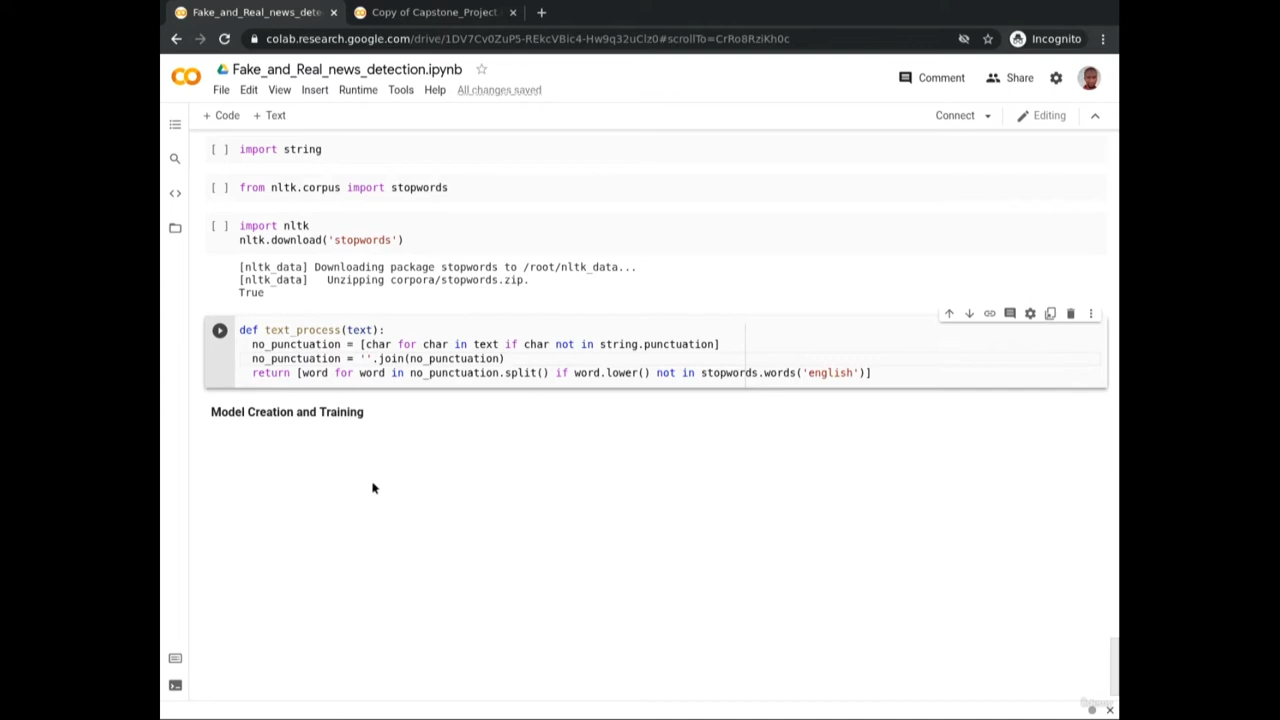 Fake_and_Real_news_dete
Copy of Capstone_Project
colab.research.google.com/drive/1DV7Cv0ZuP5-REkcVBic4-Hw9q32uClz0#scrollTo=CrRo8RziKh0c
Incognito
Fake_and_Real_news_detection.ipynb
Comment
Share
File Edit View Insert Runtime Tools Help All changes saved
+ Code + Text
Connect
Editing
[ ] import string
[ ] from nltk.corpus import stopwords
[ ] import nltk
nltk.download('stopwords')
[nltk_data] Downloading package stopwords to /root/nltk_data...
[nltk_data]   Unzipping corpora/stopwords.zip.
True
def text_process(text):
no_punctuation = [char for char in text if char not in string.punctuation]
no_punctuation = ''.join(no_punctuation)
return [word for word in no_punctuation.split() if word.lower() not in stopwords.words('english')]
Model Creation and Training